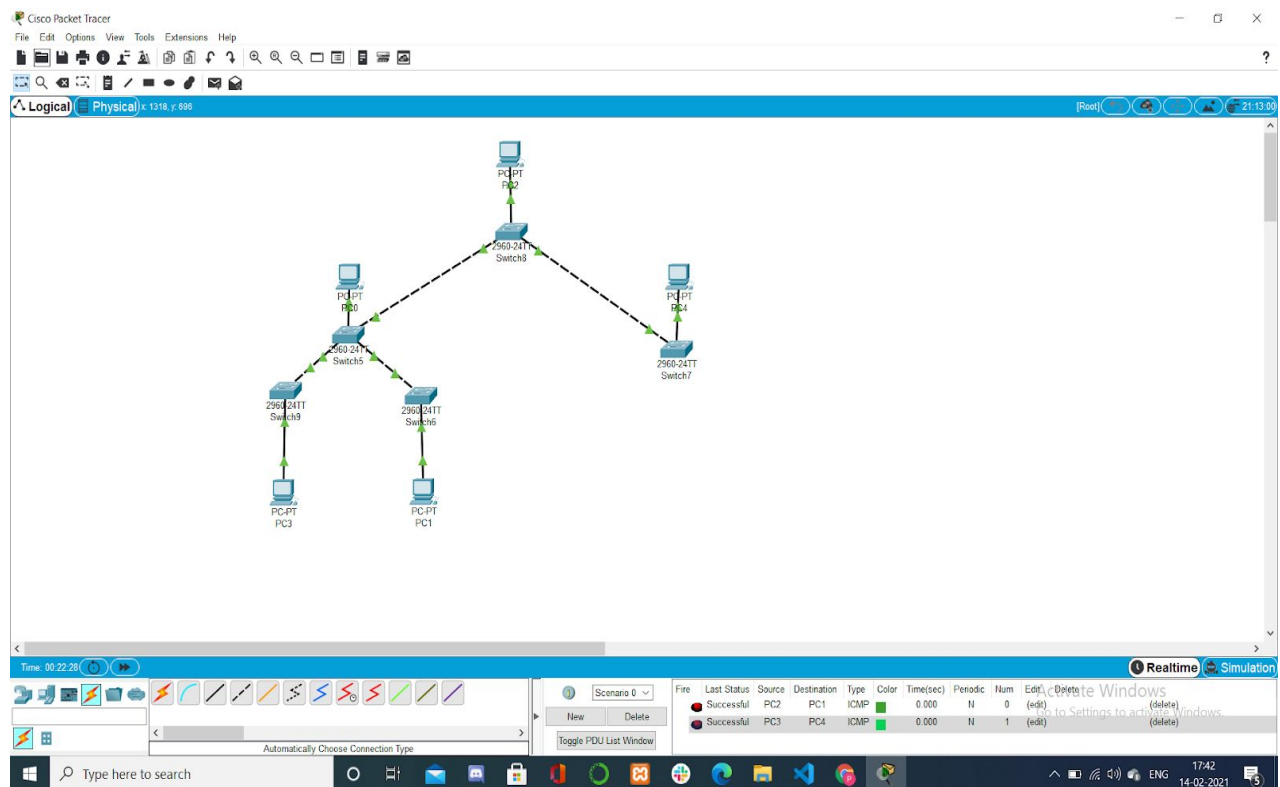 Cisco Packet Tracer
File Edit Options View Tools Extensions Help
?
Logical Physical x: 1318, y: 696 [Root] 21:13:00
PC-PT
PC2
2960-24TT
Switch8
PC-PT
PC0
PC-PT
PC4
2960-24TT
Switch5
2960-24TT
Switch7
2960-24TT
Switch9
2960-24TT
Switch6
PC-PT
PC3
PC-PT
PC1
Time: 00:22:28 Realtime Simulation
Scenario 0
New Delete
Toggle PDU List Window
Fire Last Status Source Destination Type Color Time(sec) Periodic Num Edit Delete
Successful PC2 PC1 ICMP 0.000 N 0 (edit) (delete)
Successful PC3 PC4 ICMP 0.000 N 1 (edit) (delete)
Activate Windows
Go to Settings to activate Windows.
Automatically Choose Connection Type
Type here to search
ENG 17:42
14-02-2021
5